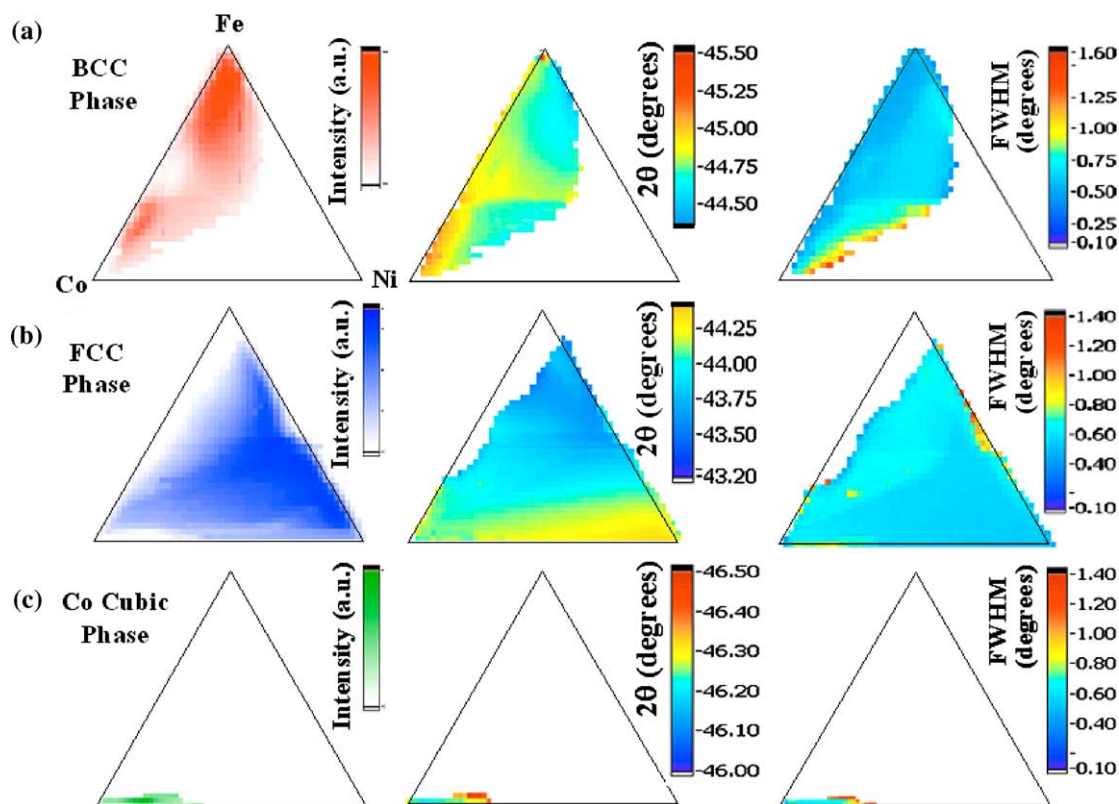 (a)
Fe
BCC
Phase
Co
Ni
Intensity (a.u.)
2θ (degrees)
-45.50
-45.25
-45.00
-44.75
-44.50
FWHM
(degrees)
-1.60
-1.25
-1.00
-0.75
-0.50
-0.25
-0.10
(b)
FCC
Phase
Intensity (a.u.)
2θ (degrees)
-44.25
-44.00
-43.75
-43.50
-43.20
FWHM
(degrees)
-1.40
-1.20
-1.00
-0.80
-0.60
-0.40
-0.10
(c)
Co Cubic
Phase
Intensity (a.u.)
2θ (degrees)
-46.50
-46.40
-46.30
-46.20
-46.10
-46.00
FWHM
(degrees)
-1.40
-1.20
-1.00
-0.80
-0.60
-0.40
-0.10